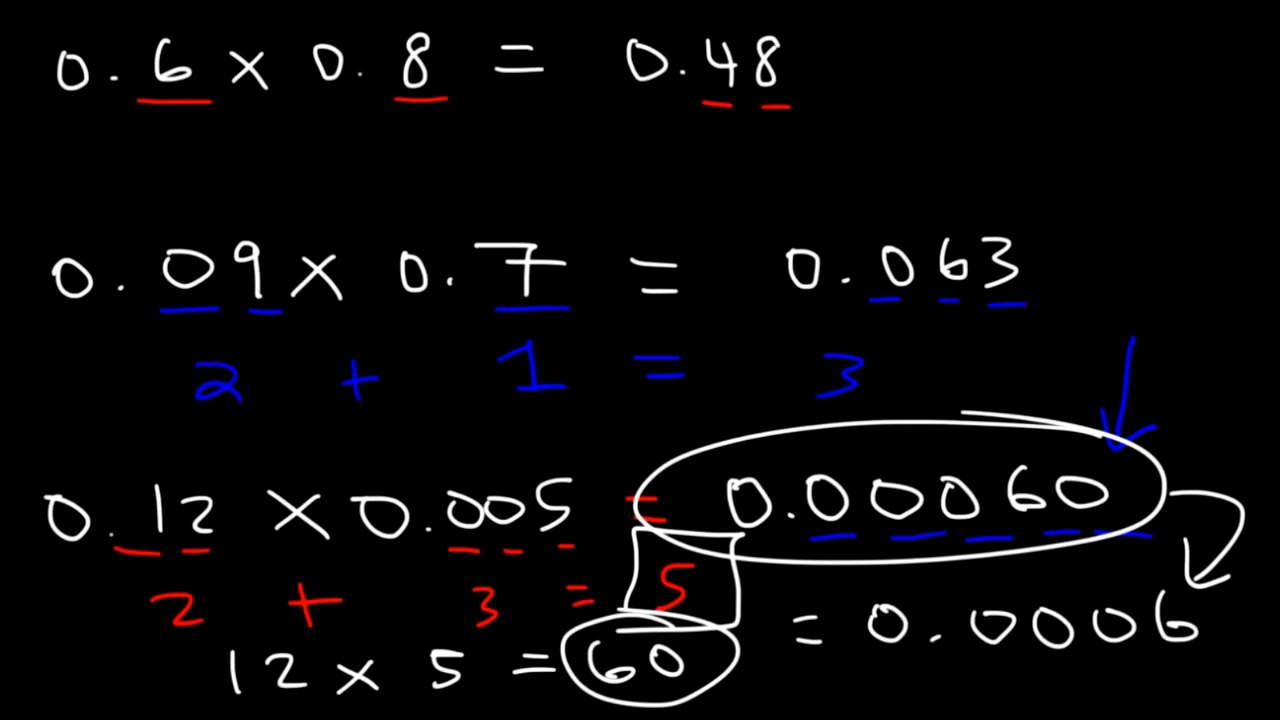 0.6 × 0.8 = 0.48
0.09 × 0.7 = 0.063
2 + 1 = 3
0.12 × 0.005 = 0.00060
2 + 3 = 5
= 0.0006
12 × 5 = 60